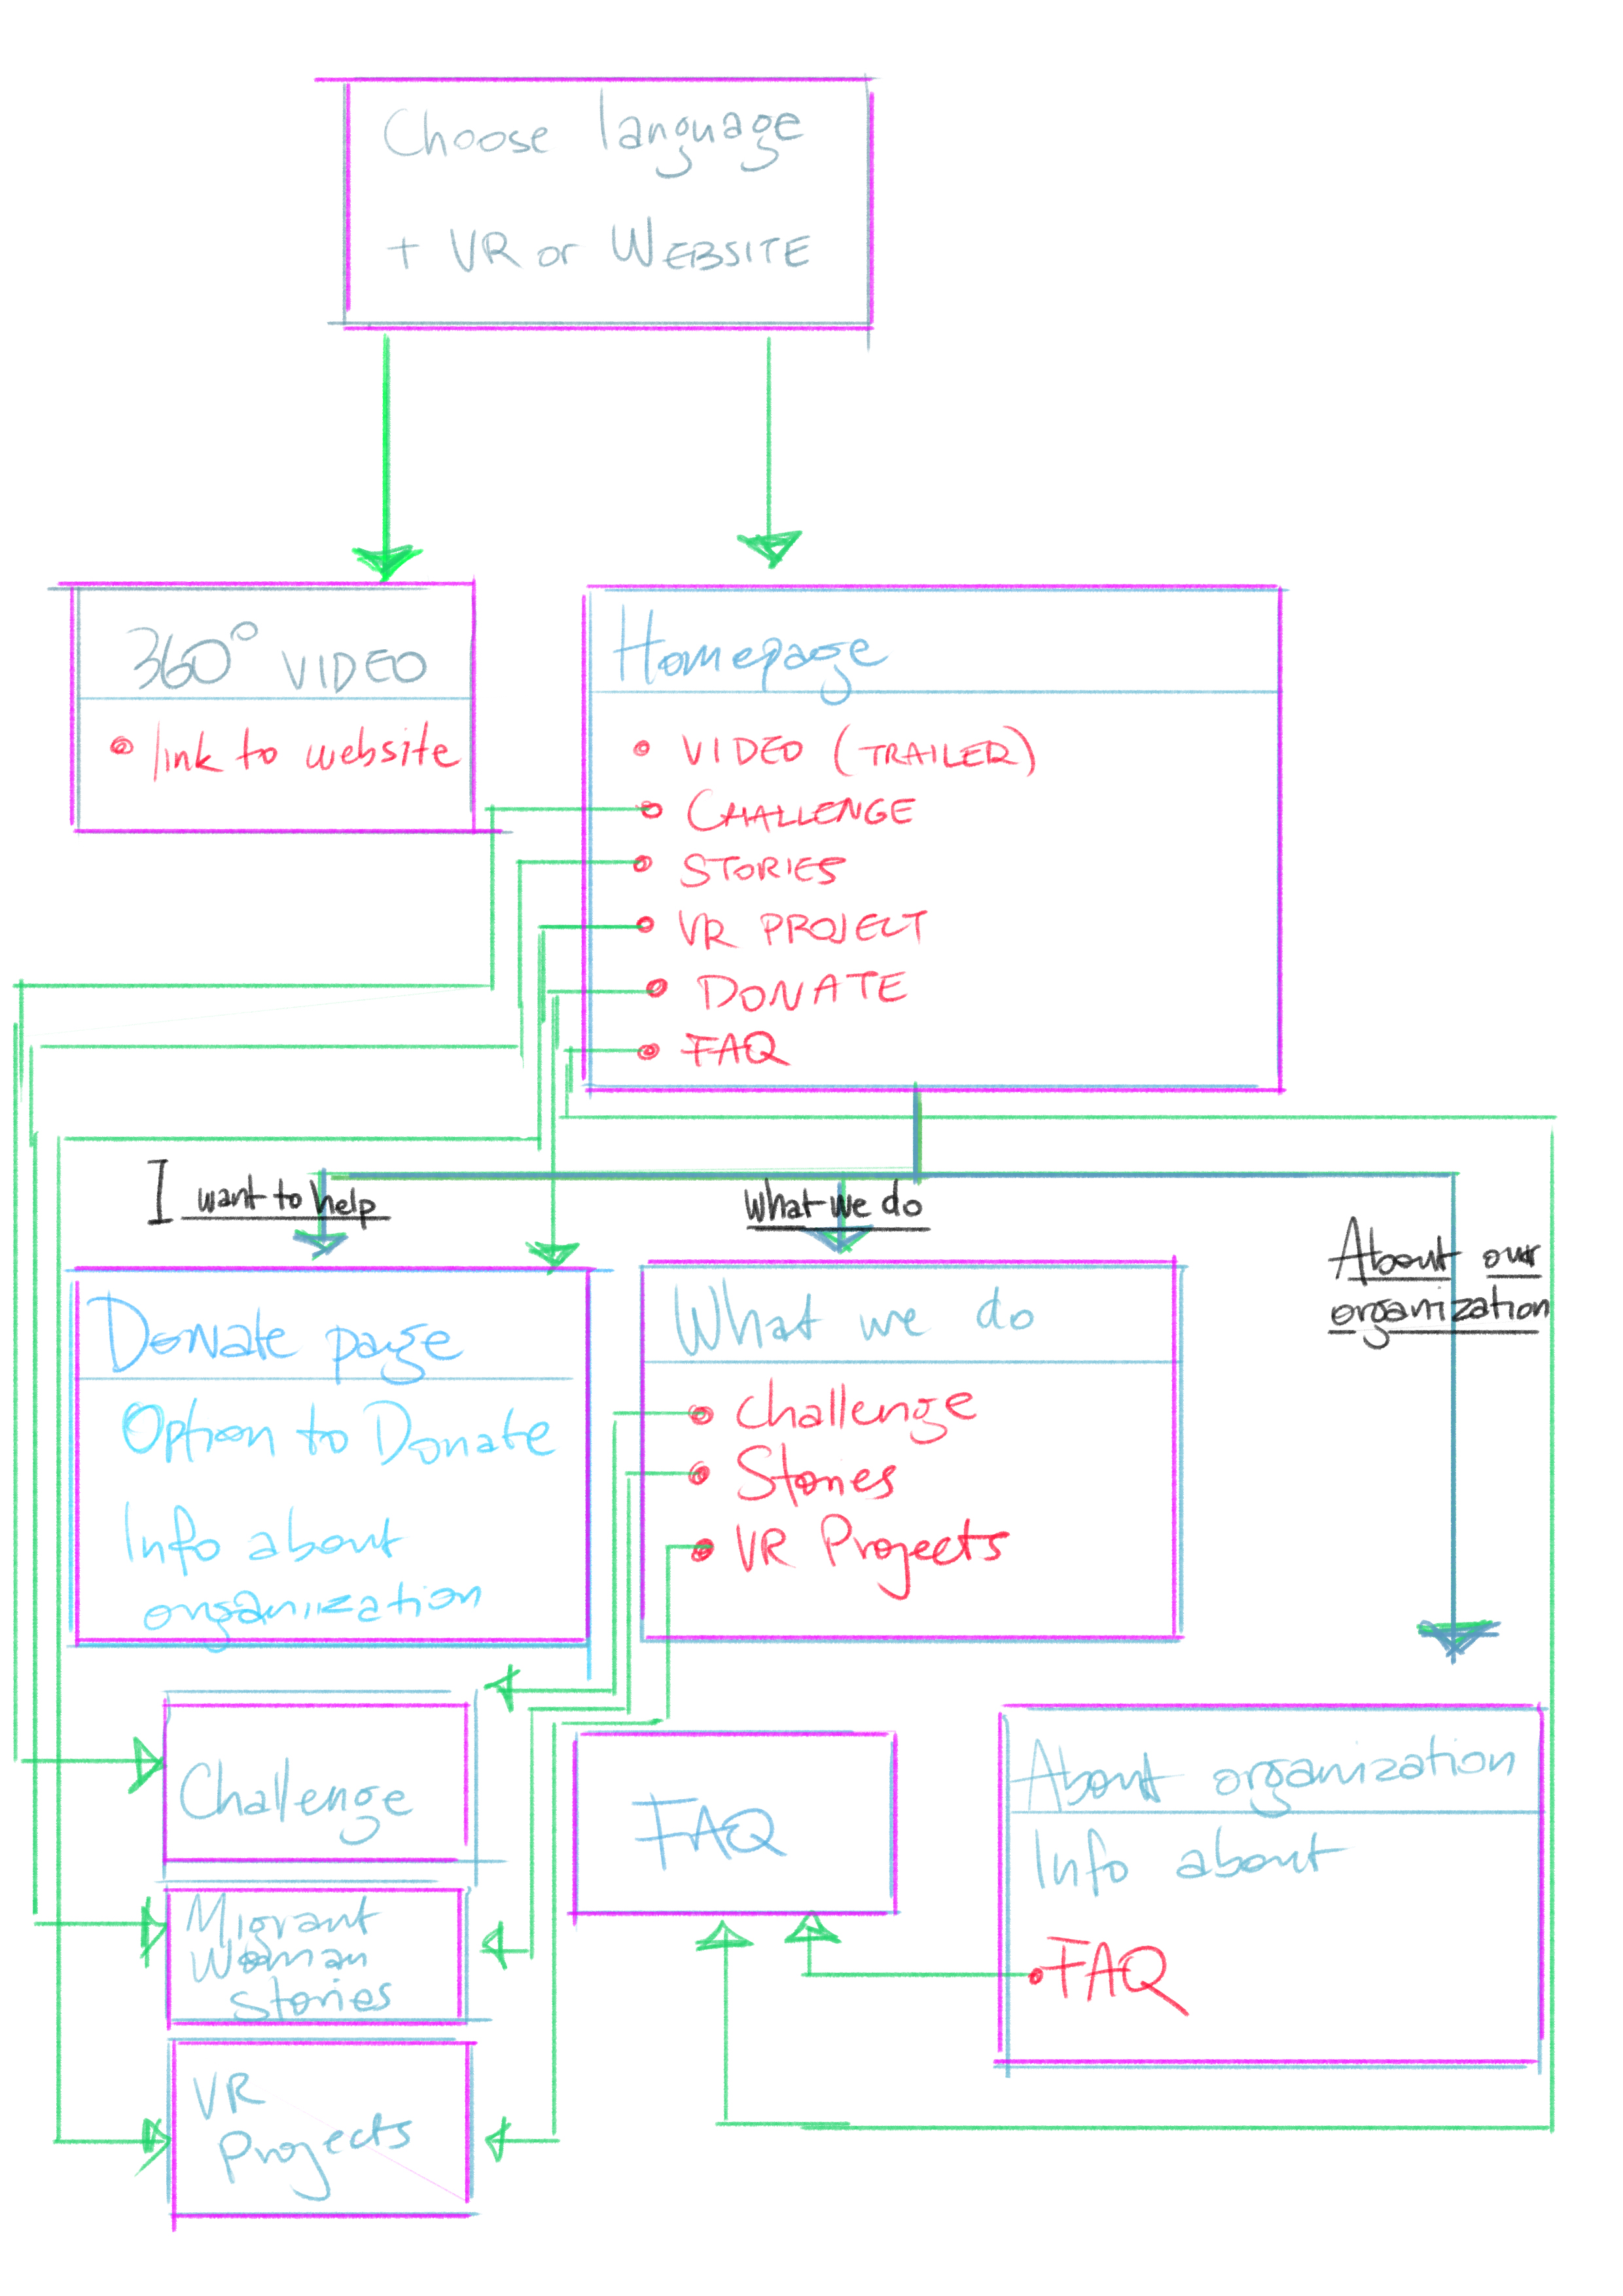 Choose language
+ VR or WEBSITE
360° VIDEO
link to website
Homepage
VIDEO (TRAILER)
CHALLENGE
STORIES
VR PROJECT
DONATE
FAQ
I want to help
What we do
About our
organization
Donate page
Option to Donate
Info about
organiization
What we do
Challenge
Stories
VR Projects
Challenge
Migrant
Woman
Stories
VR
Projects
FAQ
About organization
Info about
FAQ